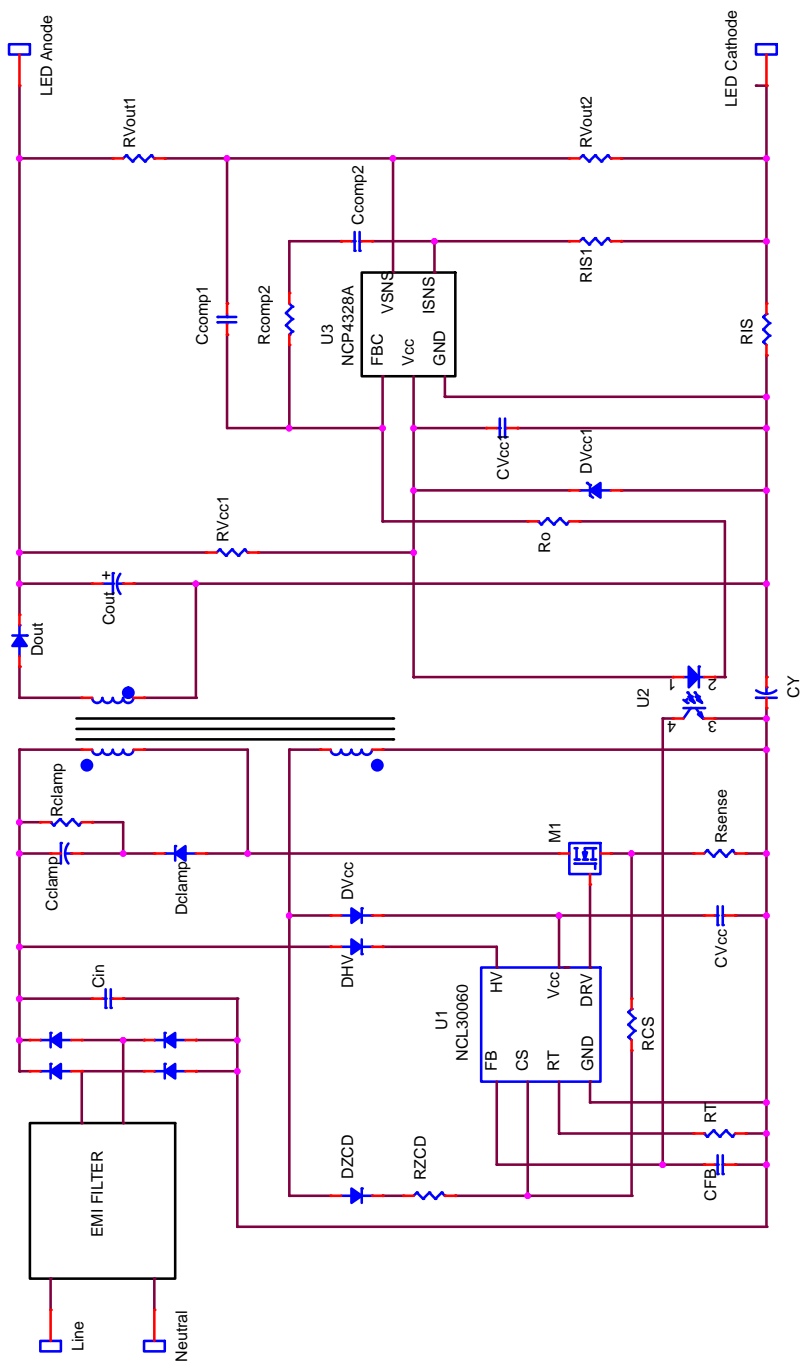 Line
Neutral
EMI FILTER
Cin
Cclamp
Rclamp
Dclamp
DHV
DVcc
DZCD
RZCD
U1
NCL30060
HV
FB
CS
Vcc
RT
DRV
GND
M1
RCS
Rsense
CVcc
RT
CFB
Dout
Cout
+
RVcc1
U2
1
2
3
4
CY
Ro
DVcc1
CVcc1
U3
NCP4328A
FBC
VSNS
Vcc
ISNS
GND
Ccomp1
Rcomp2
Ccomp2
RVout1
RVout2
RIS1
RIS
LED Anode
LED Cathode